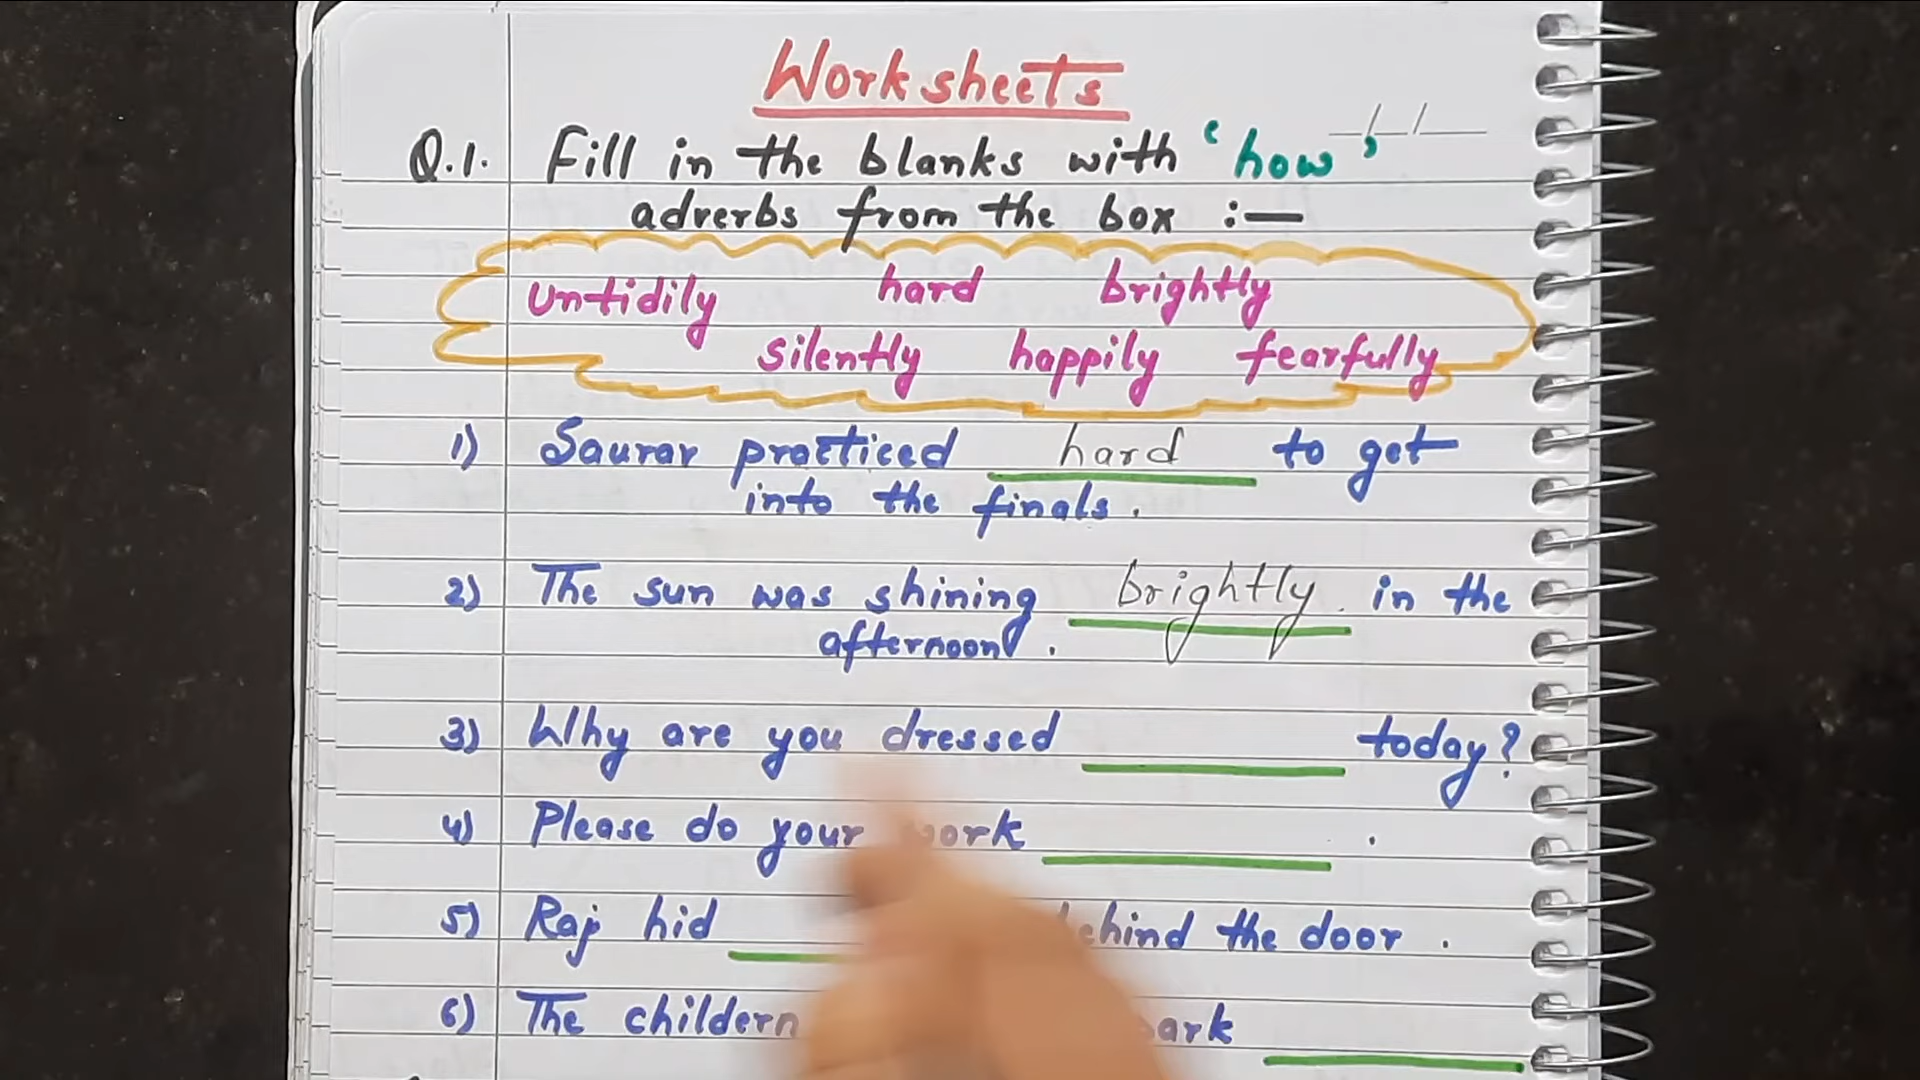 Worksheets
Q.1. Fill in the blanks with 'how'
adverbs from the box :—
untidily hard brightly
silently happily fearfully
1) Saurav practiced hard to get
into the finals.
2) The sun was shining brightly in the
afternoon.
3) Why are you dressed today?
4) Please do your work .
5) Raj hid behind the door.
6) The childern